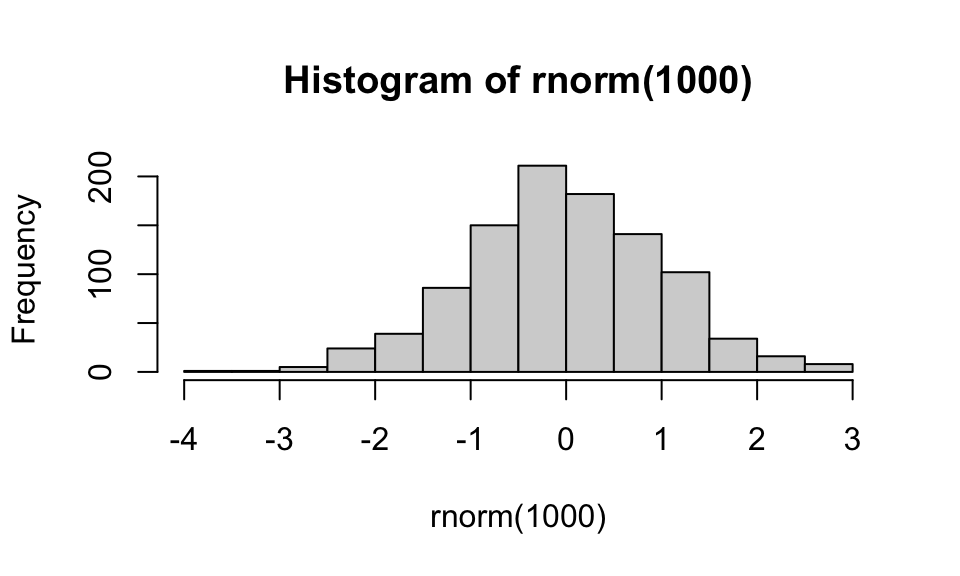 Histogram of rnorm(1000)
Frequency
200
100
0
-4 -3 -2 -1 0 1 2 3
rnorm(1000)